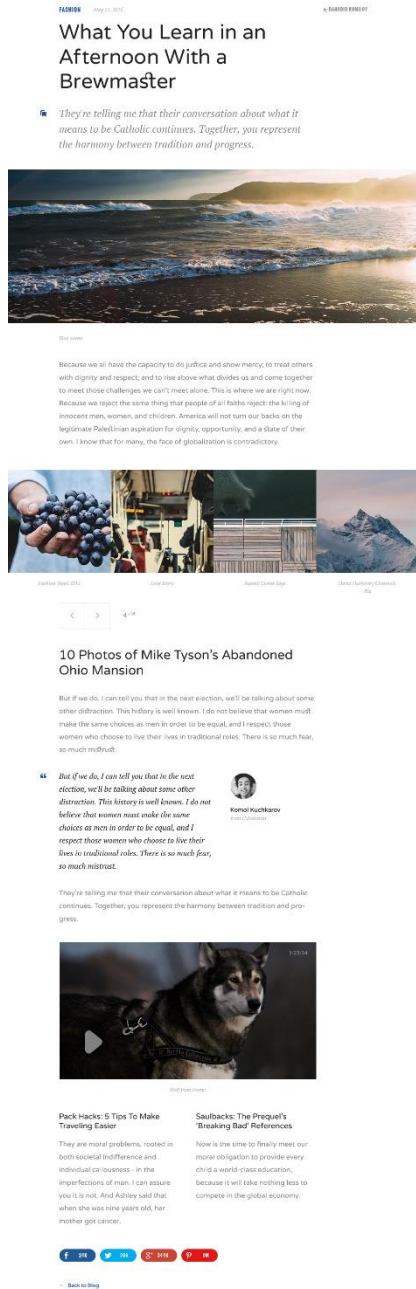 FASHION May 21, 2015 by RAHUDIN RUMILOT
What You Learn in an
Afternoon With a
Brewmaster
They're telling me that their conversation about what it
means to be Catholic continues. Together, you represent
the harmony between tradition and progress.
Because we all have the capacity to do justice and show mercy; to treat others
with dignity and respect; and to rise above what divides us and come together
to meet those challenges we can't meet alone. This is where we are right now.
Because we reject the same thing that people of all faiths reject: the killing of
innocent men, women, and children. America will not turn our backs on the
legitimate Palestinian aspiration for dignity, opportunity, and a state of their
own. I know that for many, the face of globalization is contradictory.
Fashion Week 2015
Love Story
10 Photos of Mike Tyson's Abandoned
Ohio Mansion
But if we do, I can tell you that in the next election, we'll be talking about some
other distraction. This history is well known. I do not believe that women must
make the same choices as men in order to be equal, and I respect those
women who choose to live their lives in traditional roles. There is so much fear,
so much mistrust.
But if we do, I can tell you that in the next
election, we'll be talking about some other
distraction. This history is well known. I do not
believe that women must make the same
choices as men in order to be equal, and I
respect those women who choose to live their
lives in traditional roles. There is so much fear,
so much mistrust.
Komol Kuchkarov
They're telling me that their conversation about what it means to be Catholic
continues. Together, you represent the harmony between tradition and pro-
gress.
Pack Hacks: 5 Tips To Make
Traveling Easier
They are moral problems, rooted in
both societal indifference and
individual callousness - in the
imperfections of man. I can assure
you it is not. And Ashley said that
when she was nine years old, her
mother got cancer.
Saulbacks: The Prequel's
'Breaking Bad' References
Now is the time to finally meet our
moral obligation to provide every
child a world-class education,
because it will take nothing less to
compete in the global economy.
← Back to Blog